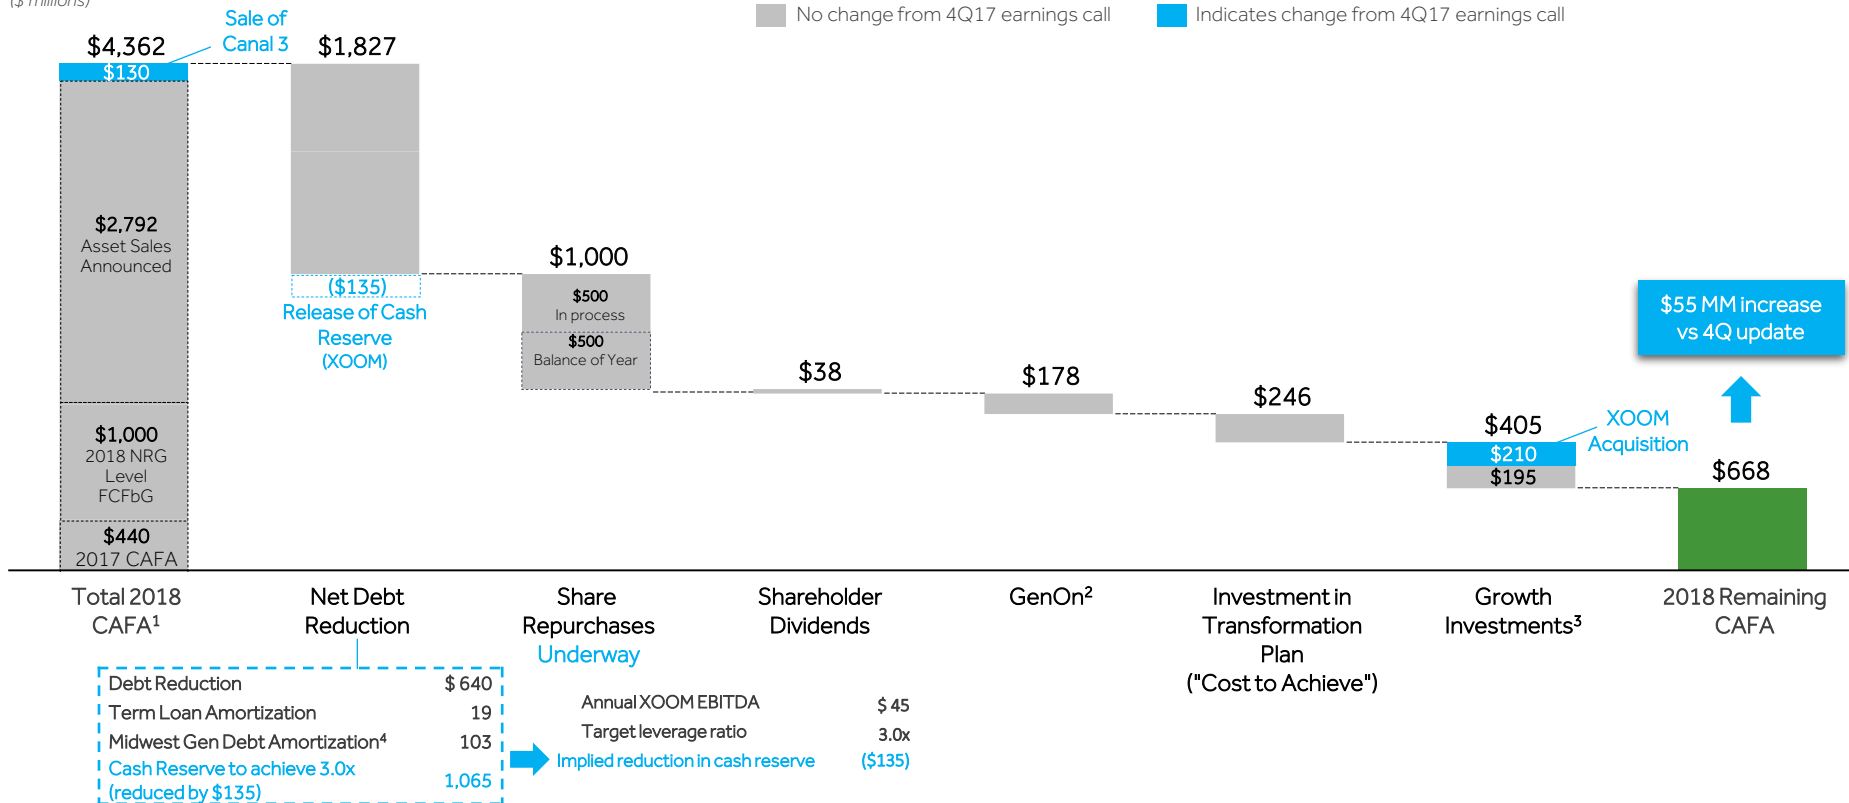 ($ millions)
No change from 4Q17 earnings call
Indicates change from 4Q17 earnings call
Sale of
Canal 3
$4,362
$130
$2,792
Asset Sales
Announced
$1,000
2018 NRG
Level
FCFbG
$440
2017 CAFA
$1,827
($135)
Release of Cash
Reserve
(XOOM)
$1,000
$500
In process
$500
Balance of Year
$38
$178
$246
$405
$210
$195
XOOM
Acquisition
$55 MM increase
vs 4Q update
$668
Total 2018
CAFA¹
Net Debt
Reduction
Share
Repurchases
Underway
Shareholder
Dividends
GenOn²
Investment in
Transformation
Plan
("Cost to Achieve")
Growth
Investments³
2018 Remaining
CAFA
Debt Reduction $ 640
Term Loan Amortization 19
Midwest Gen Debt Amortization⁴ 103
Cash Reserve to achieve 3.0x
(reduced by $135) 1,065
Annual XOOM EBITDA $ 45
Target leverage ratio 3.0x
Implied reduction in cash reserve ($135)